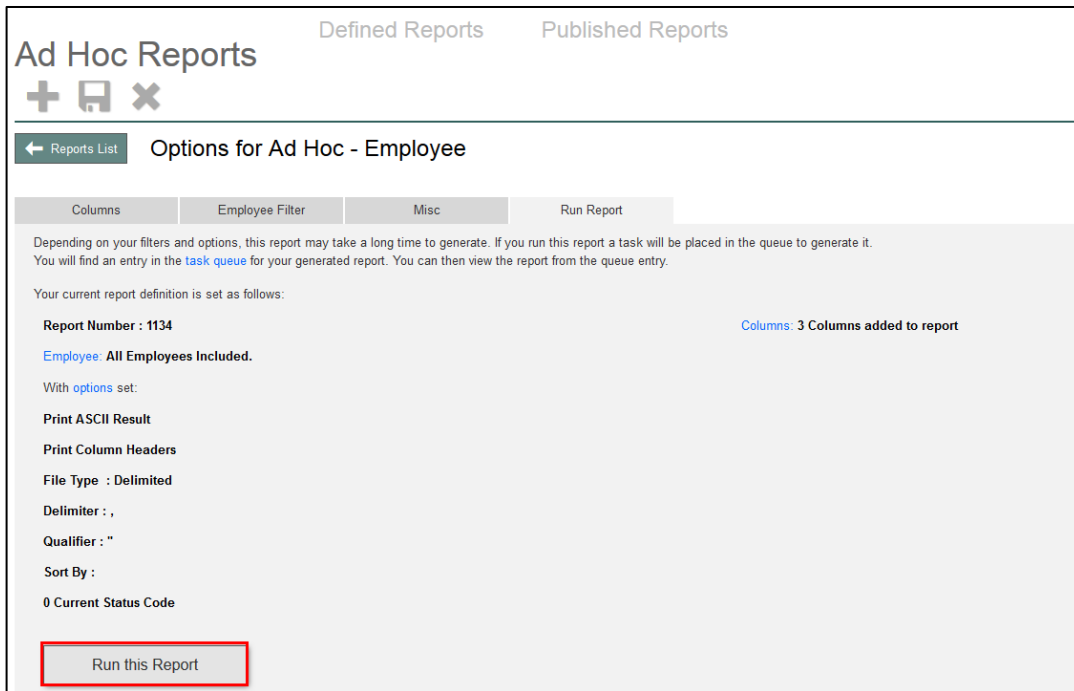 Defined Reports Published Reports
Ad Hoc Reports
Reports List Options for Ad Hoc - Employee
Columns Employee Filter Misc Run Report
Depending on your filters and options, this report may take a long time to generate. If you run this report a task will be placed in the queue to generate it.
You will find an entry in the task queue for your generated report. You can then view the report from the queue entry.
Your current report definition is set as follows:
Report Number : 1134 Columns: 3 Columns added to report
Employee: All Employees Included.
With options set:
Print ASCII Result
Print Column Headers
File Type : Delimited
Delimiter : ,
Qualifier : "
Sort By :
0 Current Status Code
Run this Report